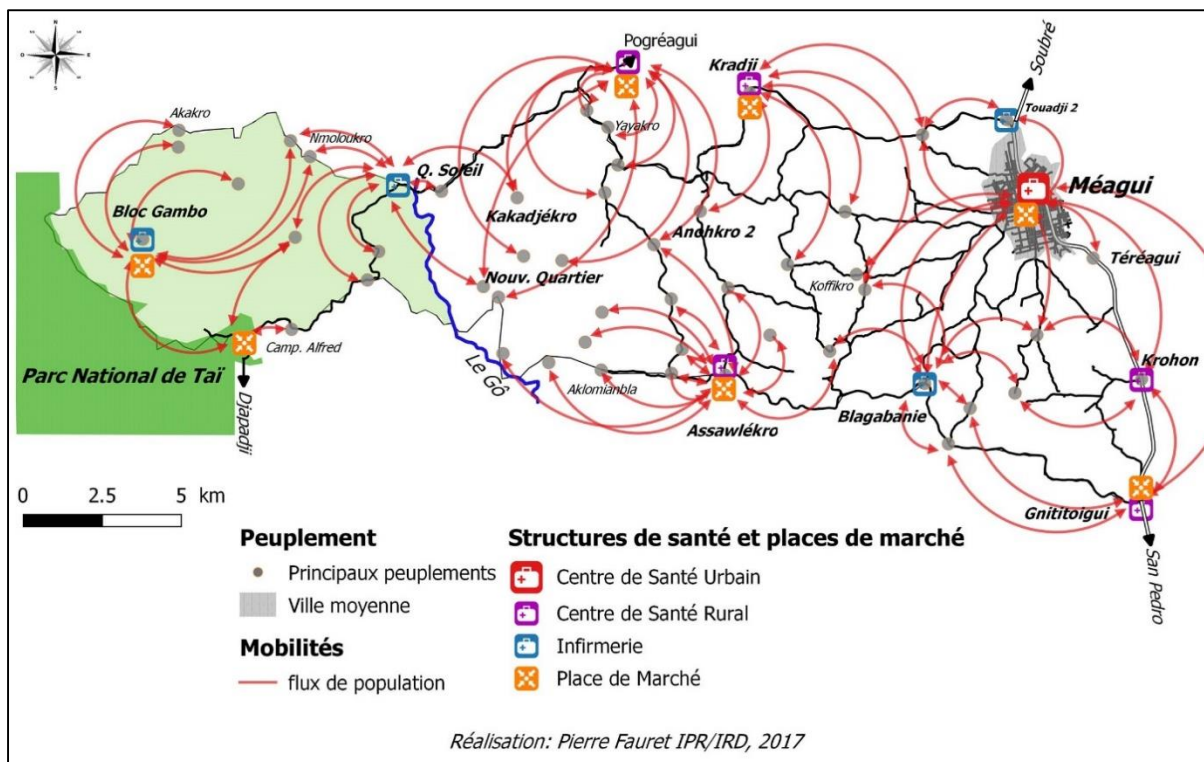 N
O
E
S
Pogréagui
Kradji
Soubré
Touadji 2
Akakro
Nmoloukro
Yayakro
Q. Soleil
Méagui
Bloc Gambo
Kakadjékro
Anohkro 2
Téréagui
Nouv. Quartier
Koffikro
Camp. Alfred
Le Gô
Krohon
Parc National de Taï
Aklomianbla
Djapadji
Assawlékro
Blagabanie
Gnititoigui
San Pedro
0 2.5 5 km
Peuplement
Principaux peuplements
Ville moyenne
Mobilités
flux de population
Structures de santé et places de marché
Centre de Santé Urbain
Centre de Santé Rural
Infirmerie
Place de Marché
Réalisation: Pierre Fauret IPR/IRD, 2017